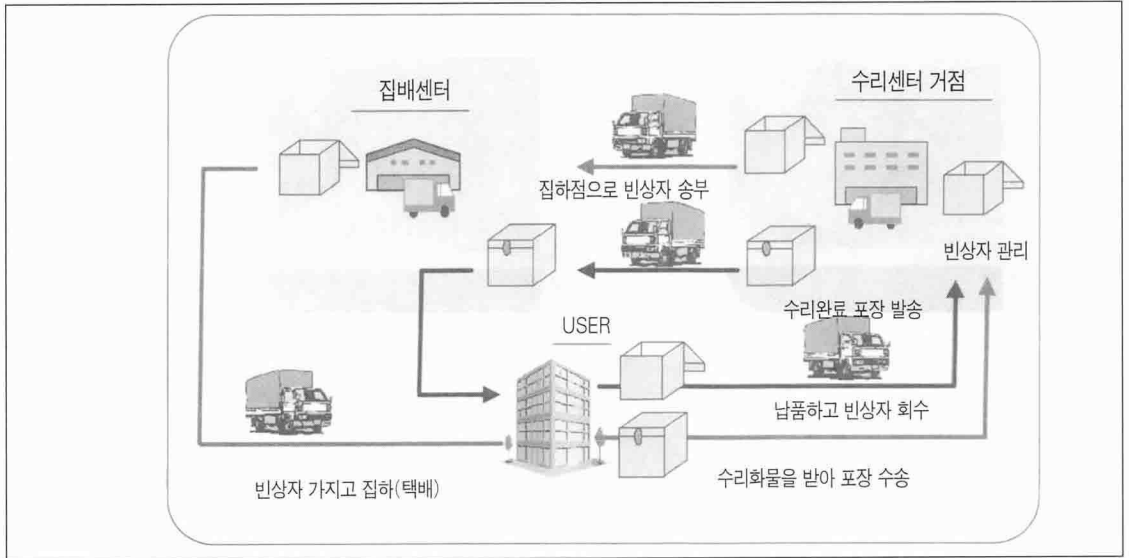 집배센터
수리센터 거점
집하점으로 빈상자 송부
빈상자 관리
수리완료 포장 발송
USER
납품하고 빈상자 회수
빈상자 가지고 집하(택배)
수리화물을 받아 포장 수송